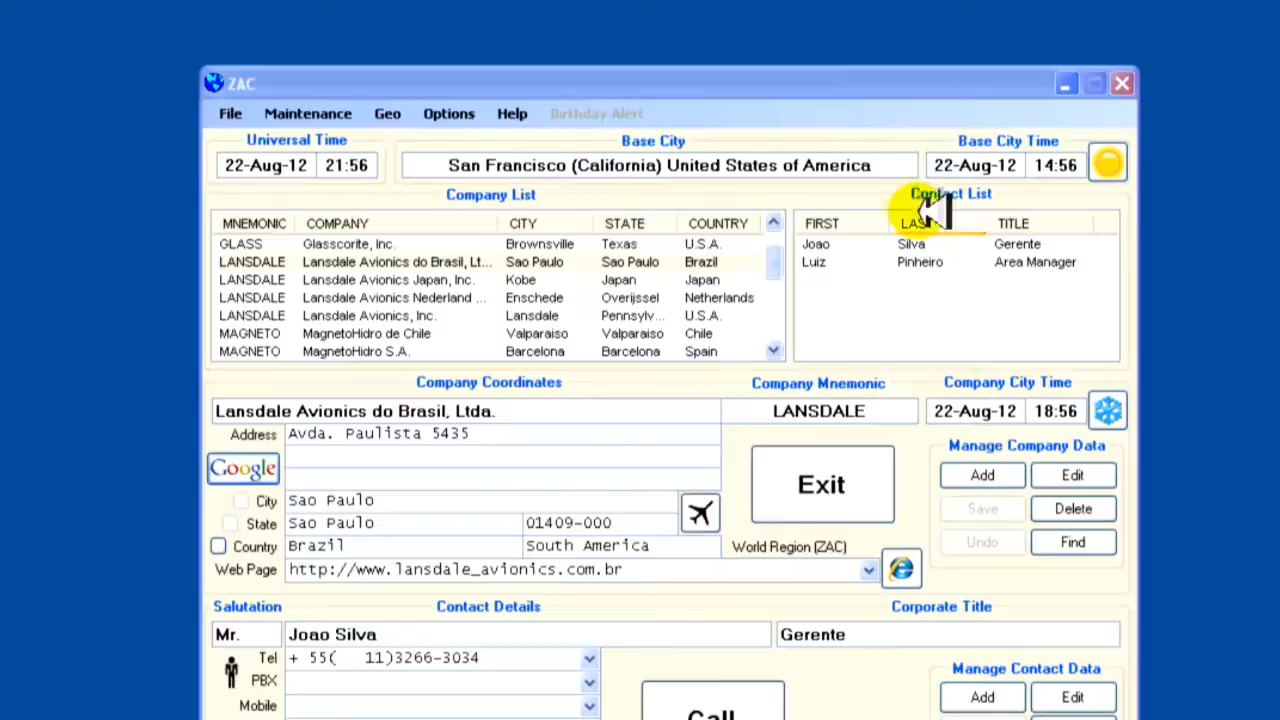 ZAC
File Maintenance Geo Options Help Birthday Alert
Universal Time Base City Base City Time
22-Aug-12 21:56 San Francisco (California) United States of America 22-Aug-12 14:56
Company List Contact List
MNEMONIC COMPANY CITY STATE COUNTRY FIRST LAS TITLE
GLASS Glasscorite, Inc. Brownsville Texas U.S.A. Joao Silva Gerente
LANSDALE Lansdale Avionics do Brasil, Lt... Sao Paulo Sao Paulo Brazil Luiz Pinheiro Area Manager
LANSDALE Lansdale Avionics Japan, Inc. Kobe Japan Japan
LANSDALE Lansdale Avionics Nederland ... Enschede Overijssel Netherlands
LANSDALE Lansdale Avionics, Inc. Lansdale Pennsylv... U.S.A.
MAGNETO MagnetoHidro de Chile Valparaiso Valparaiso Chile
MAGNETO MagnetoHidro S.A. Barcelona Barcelona Spain
Company Coordinates Company Mnemonic Company City Time
Lansdale Avionics do Brasil, Ltda. LANSDALE 22-Aug-12 18:56
Address Avda. Paulista 5435
Manage Company Data
Google Exit Add Edit
City Sao Paulo Save Delete
State Sao Paulo 01409-000
Country Brazil South America World Region (ZAC) Undo Find
Web Page http://www.lansdale_avionics.com.br
Salutation Contact Details Corporate Title
Mr. Joao Silva Gerente
Tel + 55( 11)3266-3034
Manage Contact Data
PBX
Add Edit
Mobile
Call